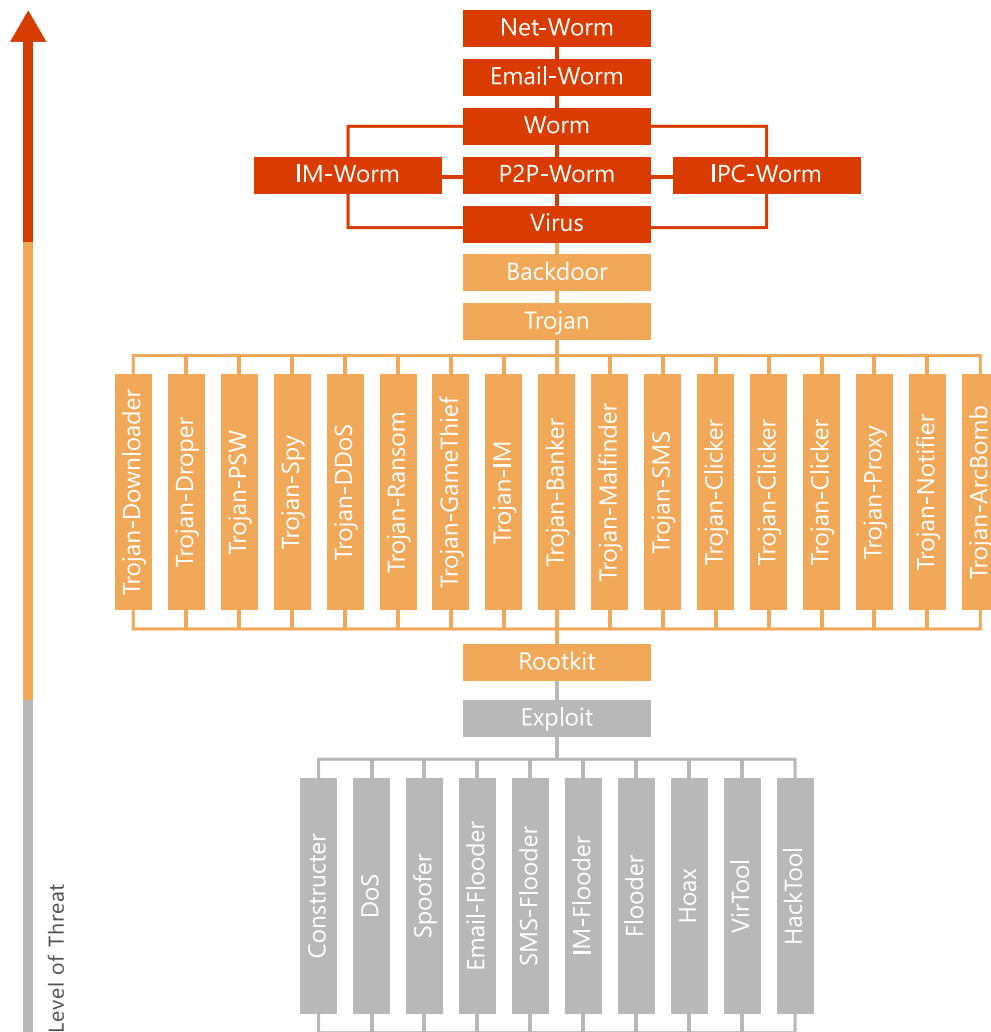 Net-Worm
Email-Worm
Worm
IM-Worm
P2P-Worm
IPC-Worm
Virus
Backdoor
Trojan
Trojan-Downloader
Trojan-Droper
Trojan-PSW
Trojan-Spy
Trojan-DDoS
Trojan-Ransom
Trojan-GameThief
Trojan-IM
Trojan-Banker
Trojan-Malfinder
Trojan-SMS
Trojan-Clicker
Trojan-Clicker
Trojan-Clicker
Trojan-Proxy
Trojan-Notifier
Trojan-ArcBomb
Rootkit
Exploit
Constructer
DoS
Spoofer
Email-Flooder
SMS-Flooder
IM-Flooder
Flooder
Hoax
VirTool
HackTool
Level of Threat